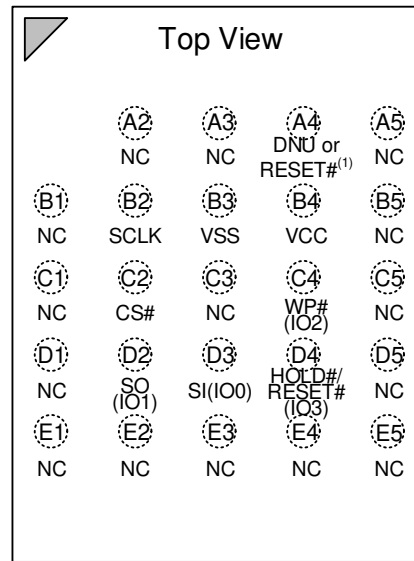 Top View
A2 A3 A4 A5
NC NC DNU or RESET#(1) NC
B1 B2 B3 B4 B5
NC SCLK VSS VCC NC
C1 C2 C3 C4 C5
NC CS# NC WP# (IO2) NC
D1 D2 D3 D4 D5
NC SO (IO1) SI(IO0) HOLD#/ RESET# (IO3) NC
E1 E2 E3 E4 E5
NC NC NC NC NC